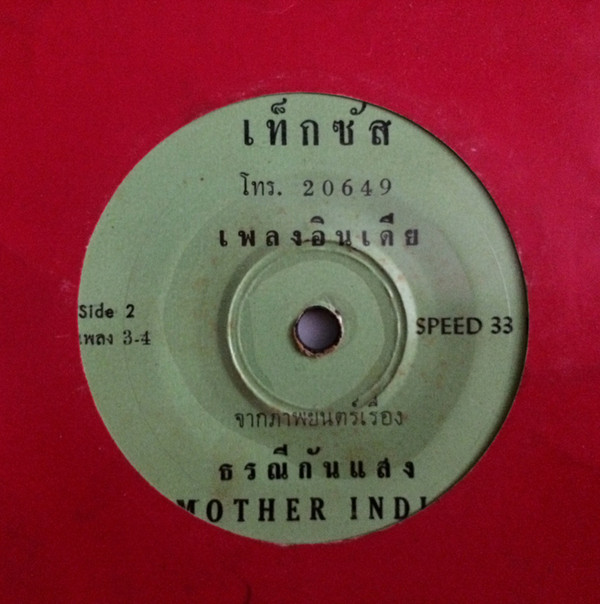 เท็กซัส
โทร. 20649
เพลงอินเดีย
Side 2
เพลง 3-4
SPEED 33
จากภาพยนตร์เรื่อง
ธรณีกันแสง
MOTHER INDI